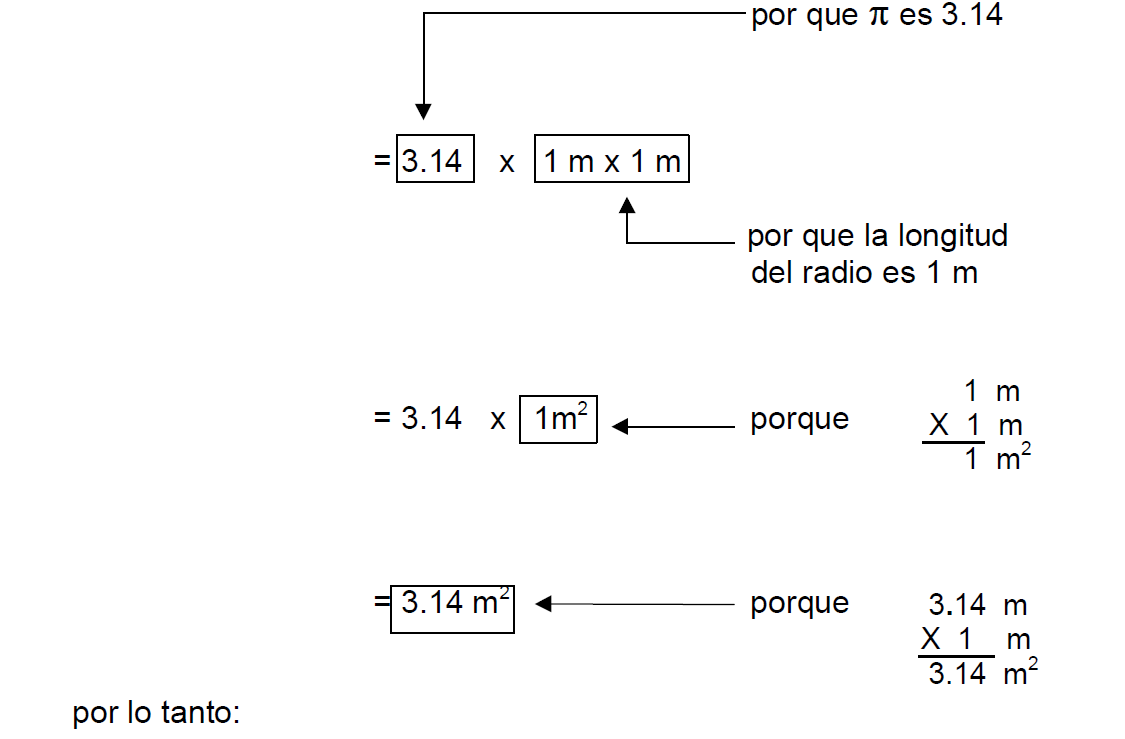 por que π es 3.14
= 3.14 x 1 m x 1 m
por que la longitud
del radio es 1 m
1 m
= 3.14 x 1m² porque X 1 m
1 m²
= 3.14 m² porque 3.14 m
X 1 m
3.14 m²
por lo tanto: